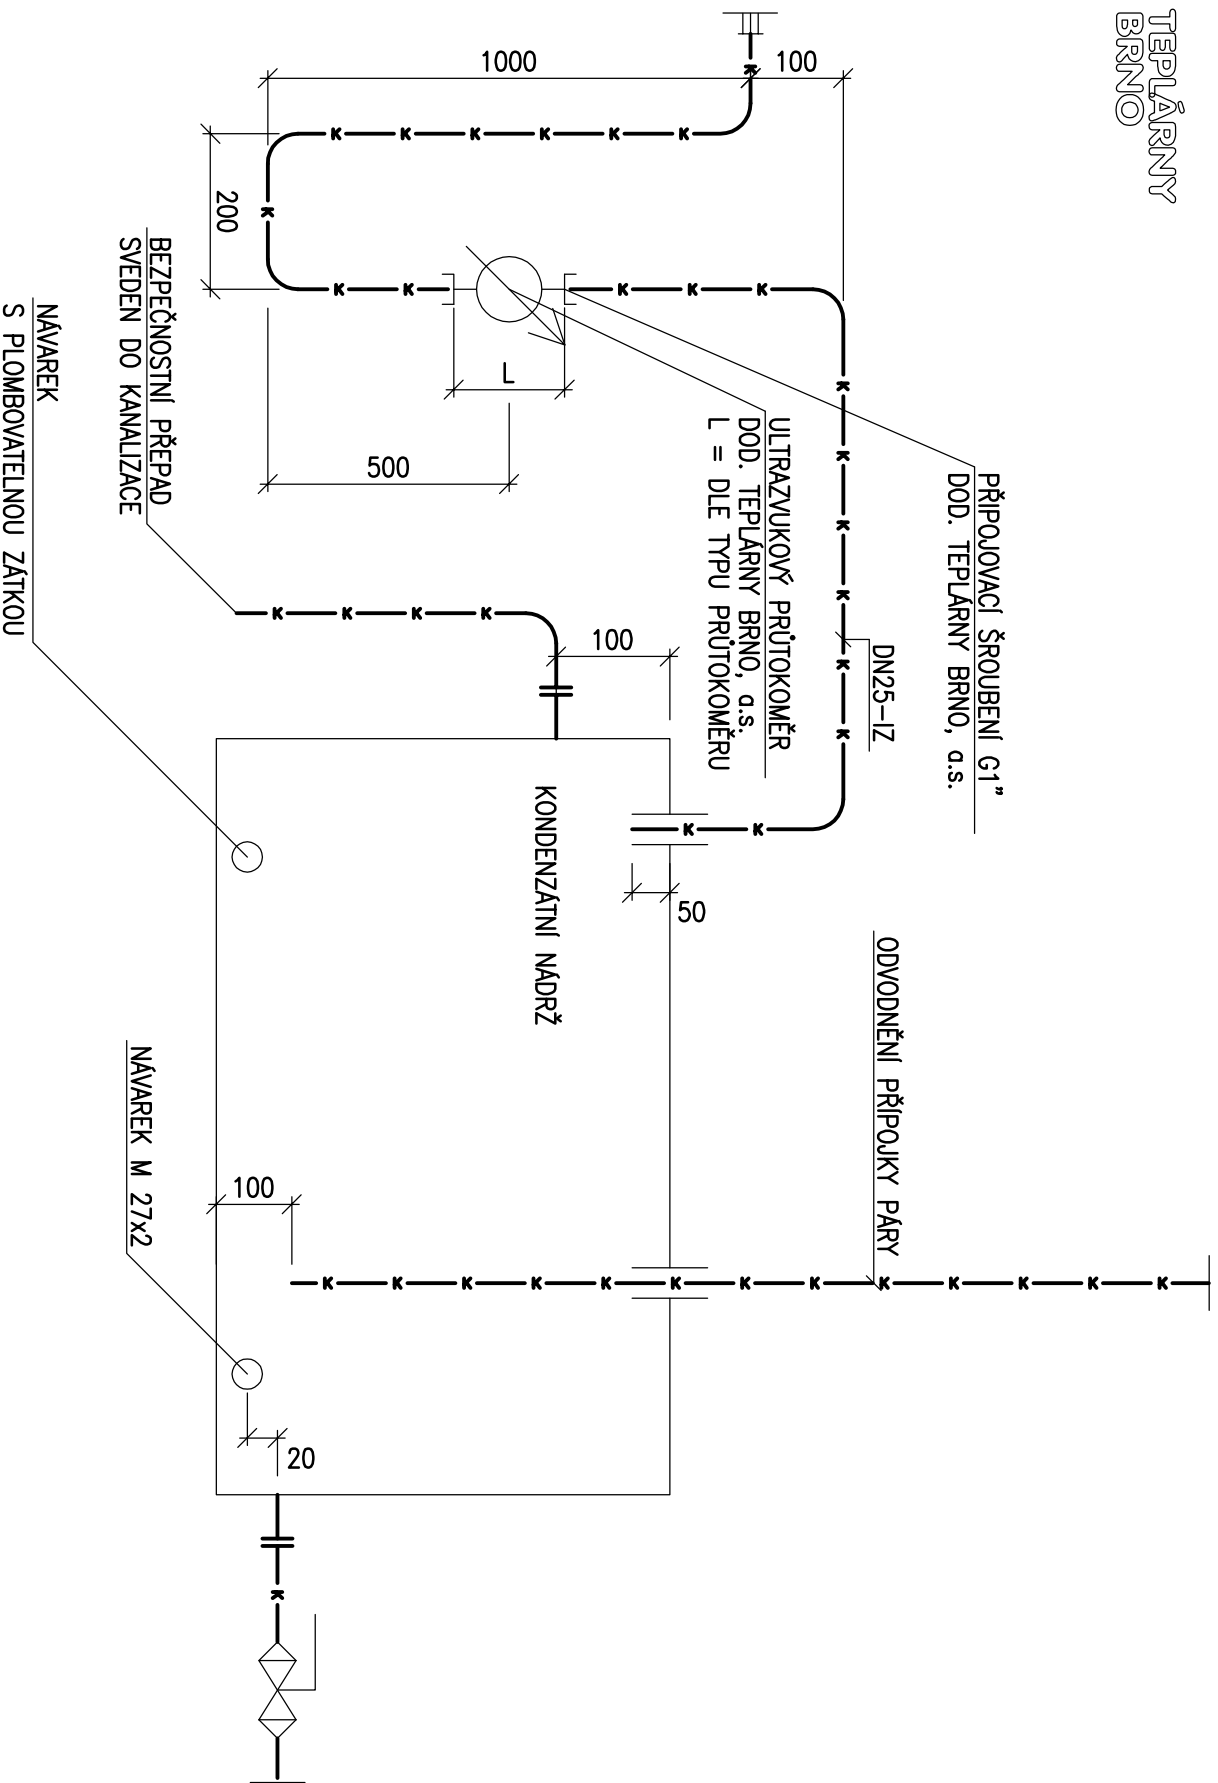 TEPLÁRNY
BRNO
PŘIPOJOVACÍ ŠROUBENÍ G1"
DOD. TEPLÁRNY BRNO, a.s.
ULTRAZVUKOVÝ PRŮTOKOMĚR
DOD. TEPLÁRNY BRNO, a.s.
L = DLE TYPU PRŮTOKOMĚRU
DN25-IZ
ODVODNĚNÍ PŘÍPOJKY PÁRY
KONDENZÁTNÍ NÁDRŽ
BEZPEČNOSTNÍ PŘEPAD
SVEDEN DO KANALIZACE
NÁVAREK
S PLOMBOVATELNOU ZÁTKOU
NÁVAREK M 27x2
1000
100
200
L
500
100
50
100
20
K K K K K K K
K
K K
K K K
K K K K K K
K K
K K K K
K K K K K K K K K K K K K
K